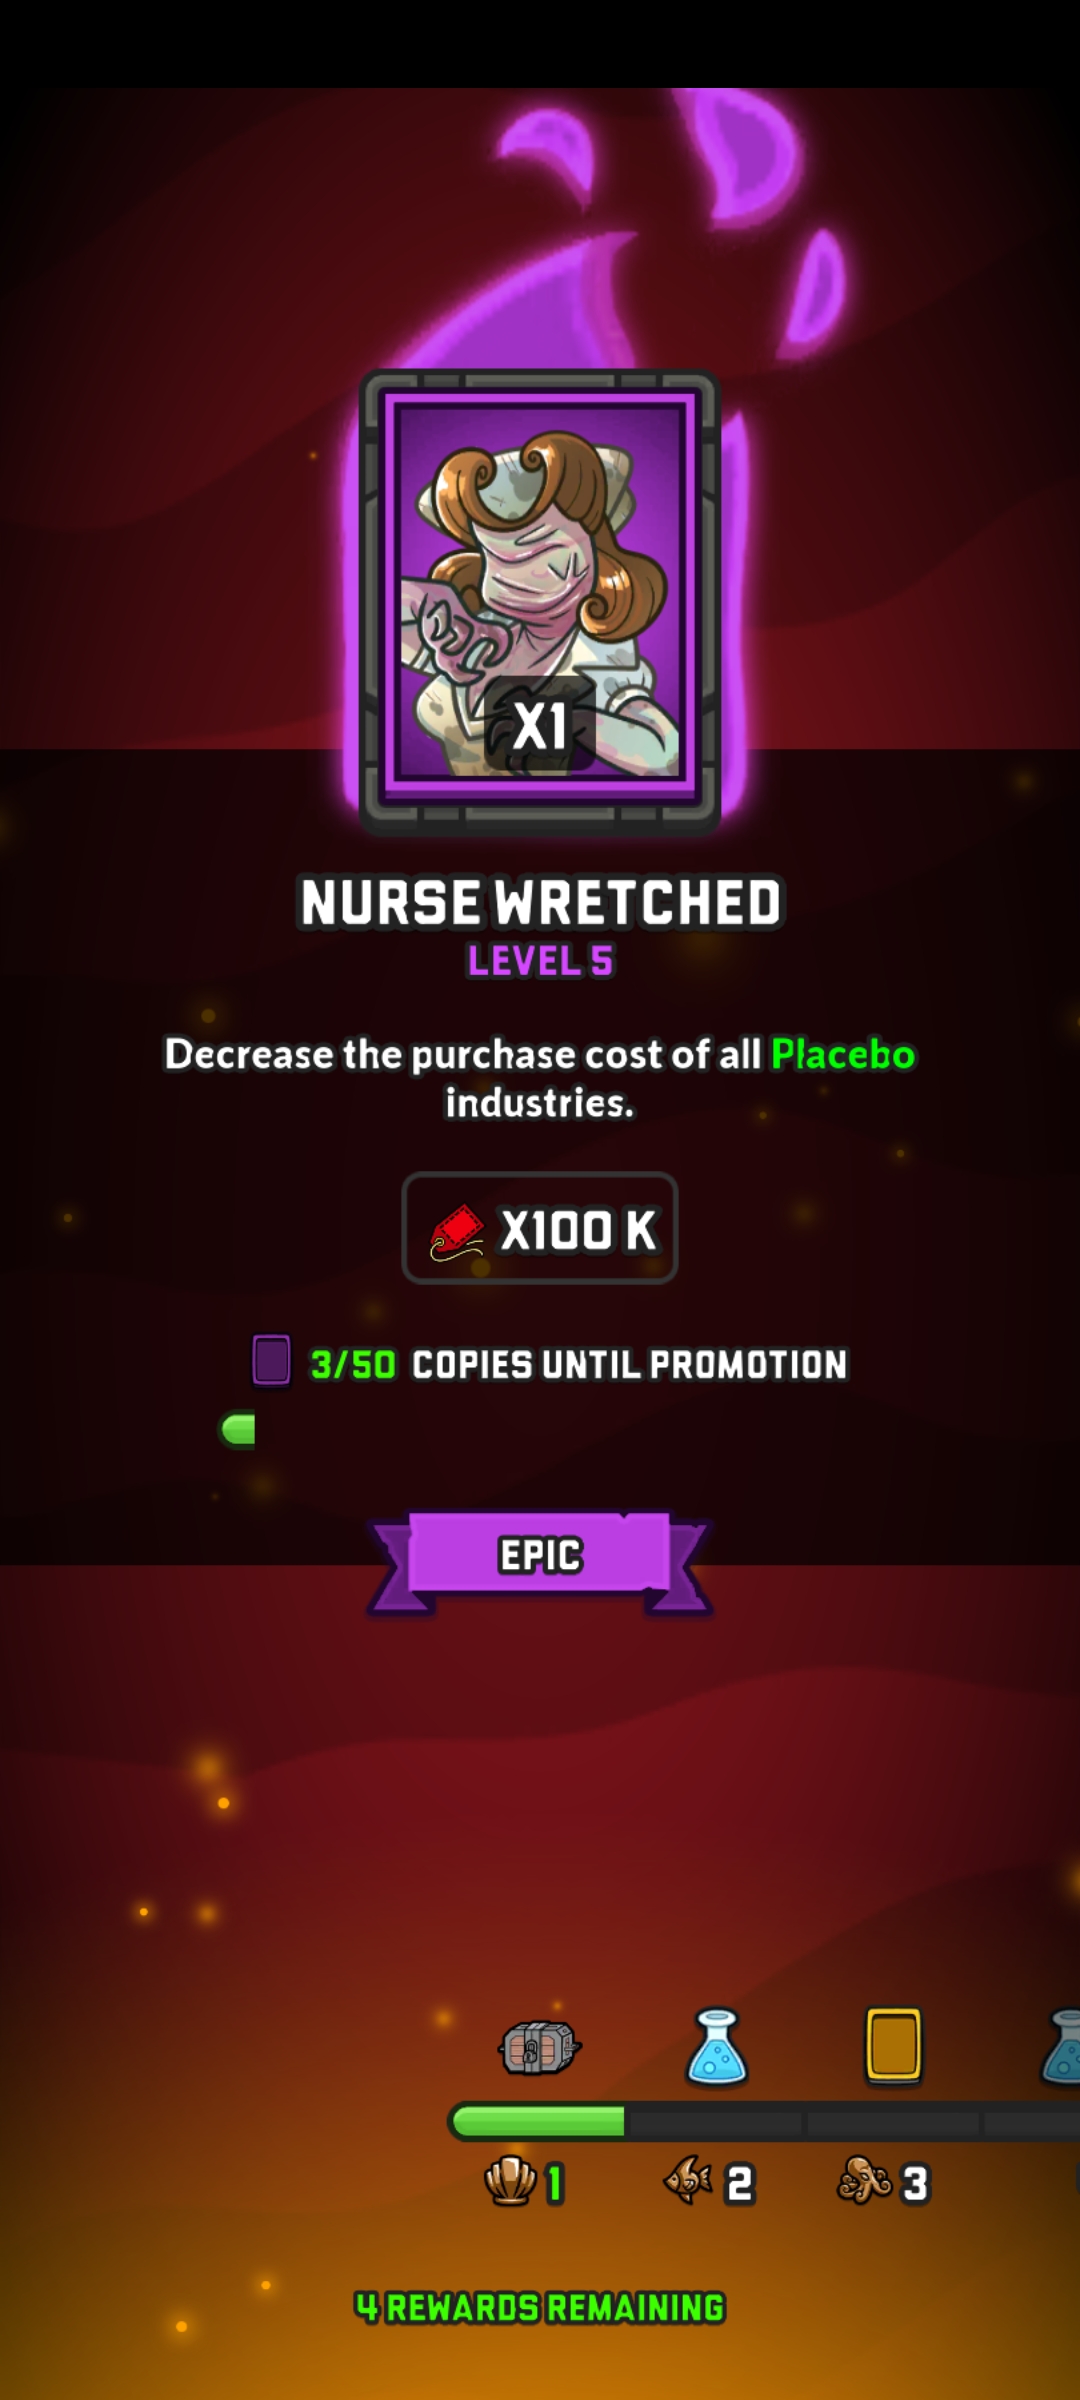 X1
NURSE WRETCHED
LEVEL 5
Decrease the purchase cost of all Placebo
industries.
X100 K
3/50 COPIES UNTIL PROMOTION
EPIC
1 2 3
4 REWARDS REMAINING